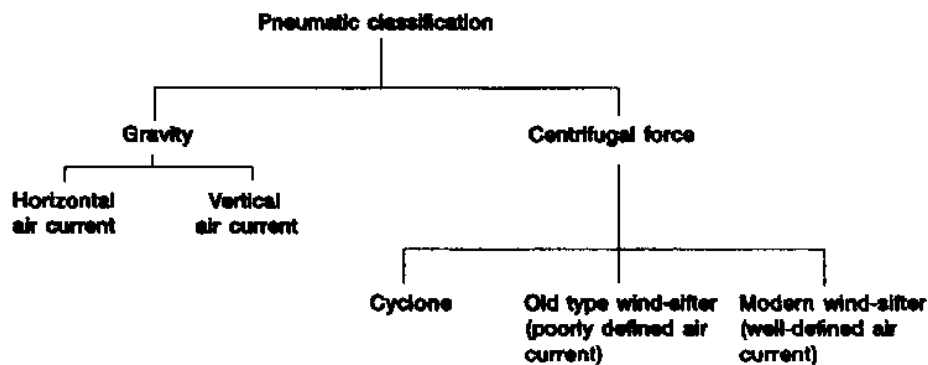 Pneumatic classification
Gravity
Centrifugal force
Horizontal
air current
Vertical
air current
Cyclone
Old type wind-sifter
(poorly defined air
current)
Modern wind-sifter
(well-defined air
current)